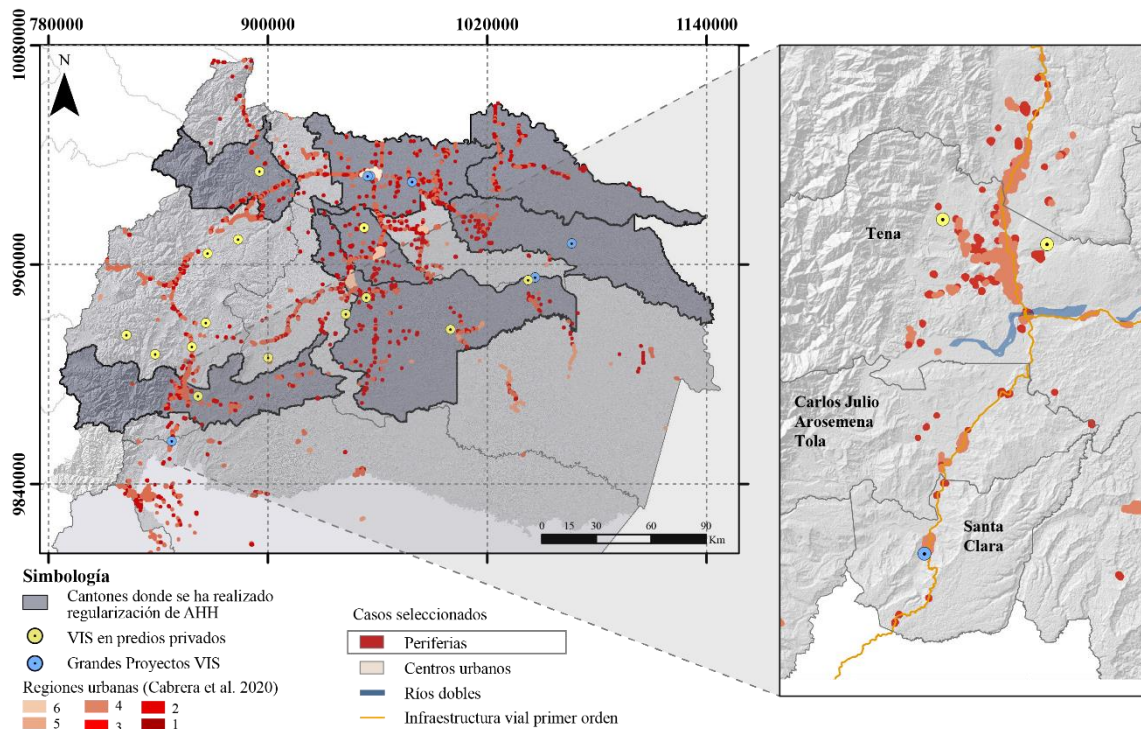 7800000 9000000 1020000 1140000
10080000
9960000
9840000
N
0 15 30 60 90
Km
Tena
Carlos Julio
Arosemena
Tola
Santa
Clara
Simbología
Cantones donde se ha realizado
regularización de AHH
VIS en predios privados
Grandes Proyectos VIS
Regiones urbanas (Cabrera et al. 2020)
6 4 2
5 3 1
Casos seleccionados
Periferias
Centros urbanos
Ríos dobles
Infraestructura vial primer orden